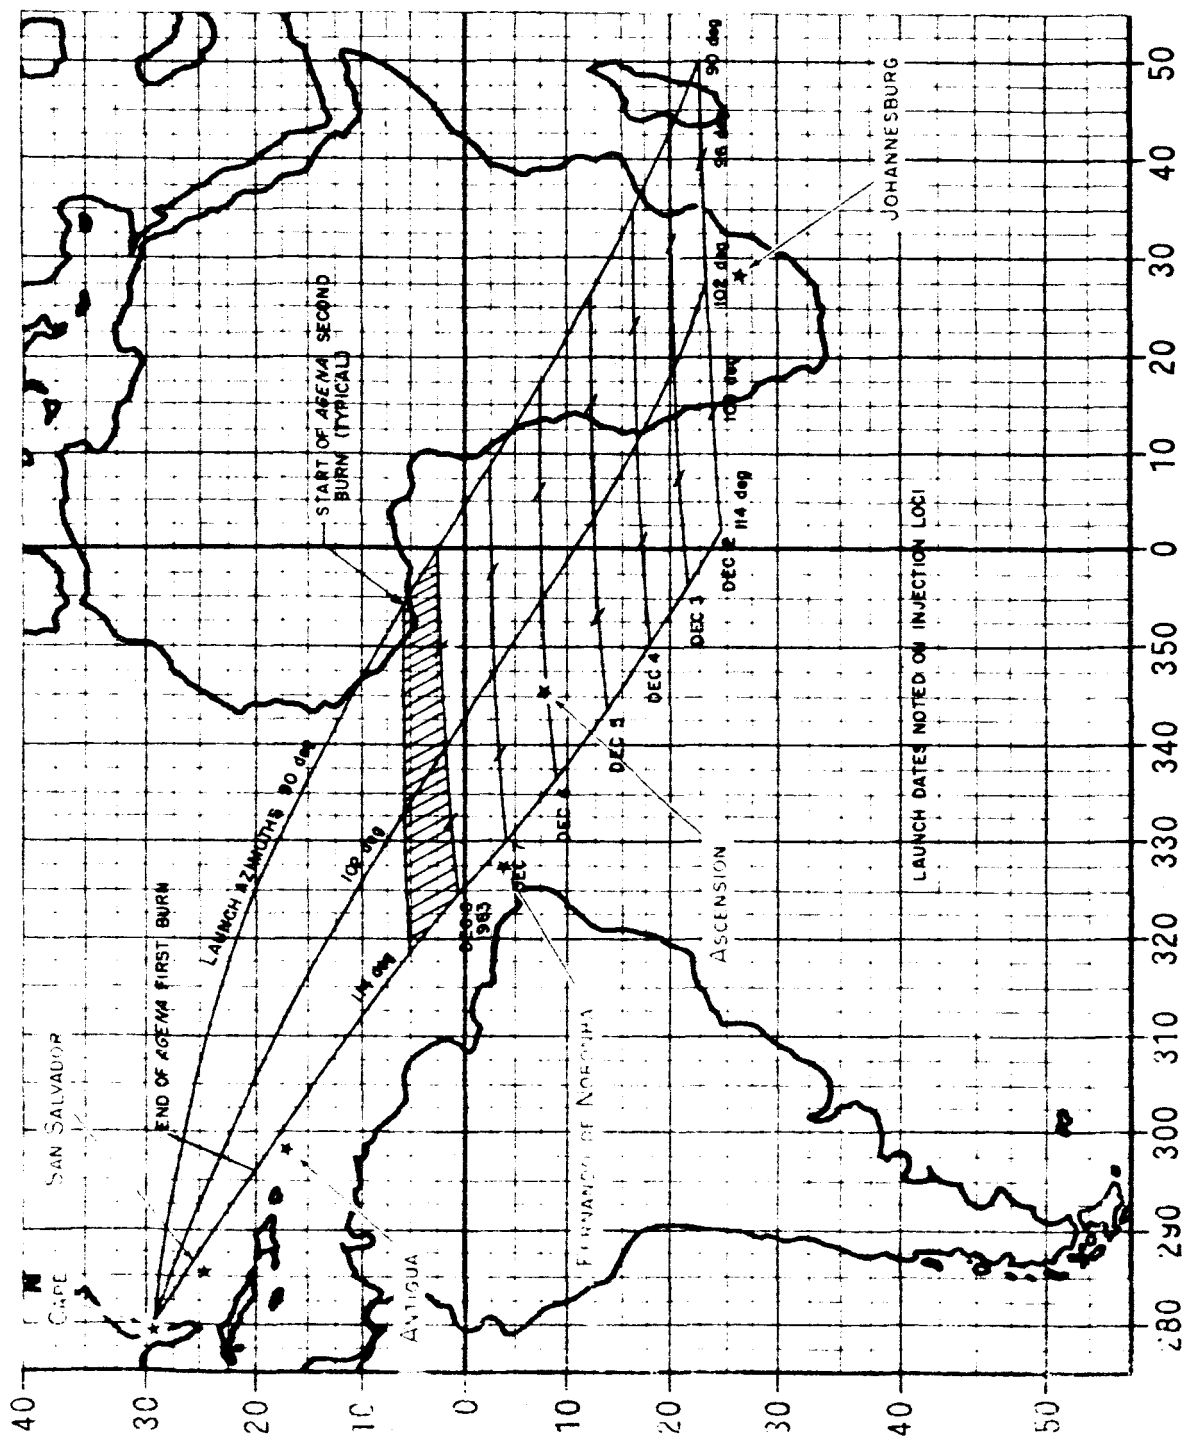 N
CAPE
SAN SALVADOR
END OF AGENA FIRST BURN
LAUNCH AZIMUTHS 90 deg
100 deg
114 deg
START OF AGENA SECOND
BURN (TYPICAL)
ANTIGUA
FERNANDO DE NORONHA
ASCENSION
JOHANNESBURG
DEC 7
DEC 6
DEC 5
DEC 4
DEC 3
DEC 2
114 deg
108 deg
102 deg
96 deg
90 deg
LAUNCH DATES NOTED ON INJECTION LOCI
40
30
20
10
0
10
20
30
40
50
280
290
300
310
320
330
340
350
0
10
20
30
40
50